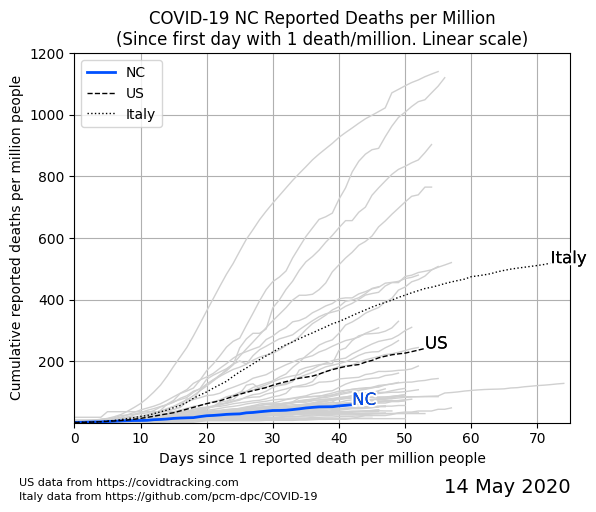 COVID-19 NC Reported Deaths per Million
(Since first day with 1 death/million. Linear scale)
Cumulative reported deaths per million people
1200
1000
800
600
400
200
NC
US
Italy
Italy
US
NC
0 10 20 30 40 50 60 70
Days since 1 reported death per million people
US data from https://covidtracking.com
Italy data from https://github.com/pcm-dpc/COVID-19
14 May 2020